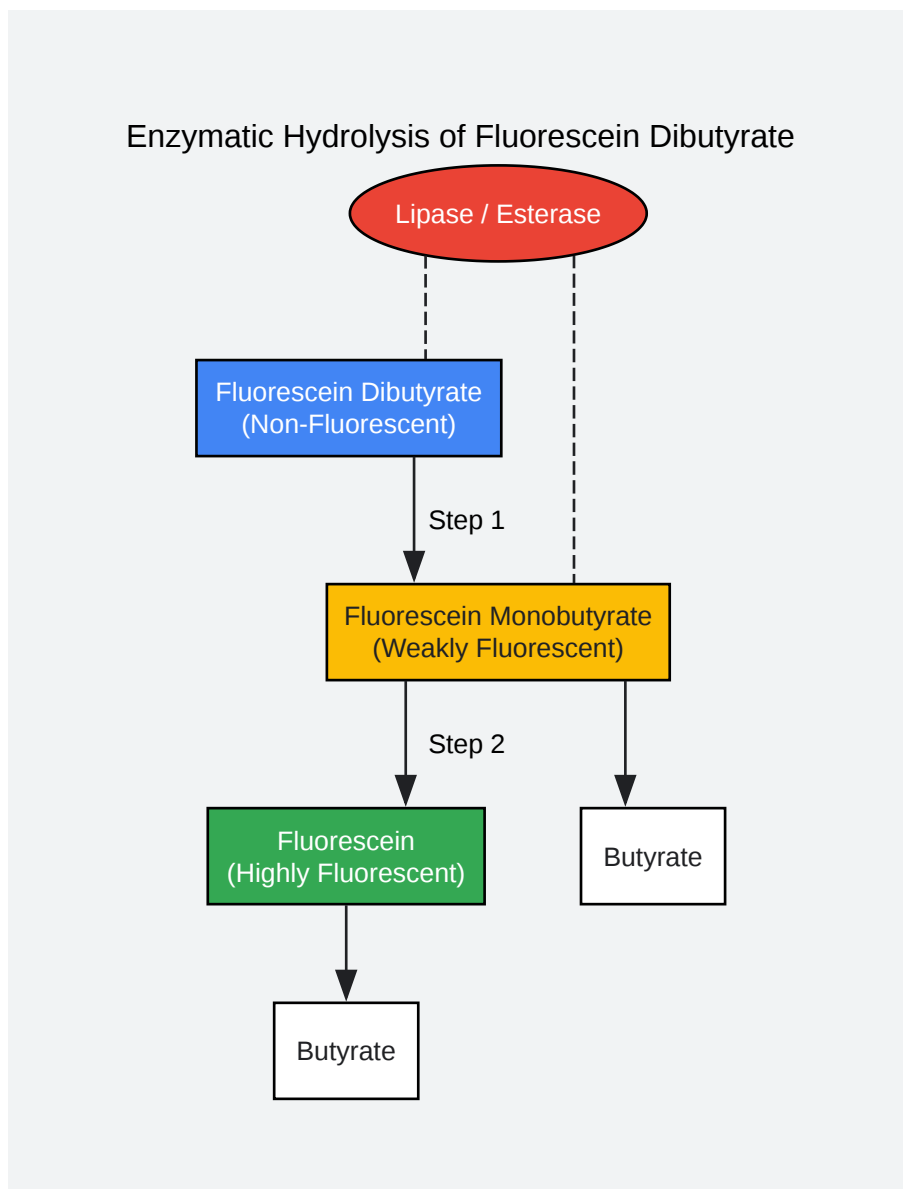 Enzymatic Hydrolysis of Fluorescein Dibutyrate
Lipase / Esterase
Fluorescein Dibutyrate
(Non-Fluorescent)
Step 1
Fluorescein Monobutyrate
(Weakly Fluorescent)
Step 2
Fluorescein
(Highly Fluorescent)
Butyrate
Butyrate